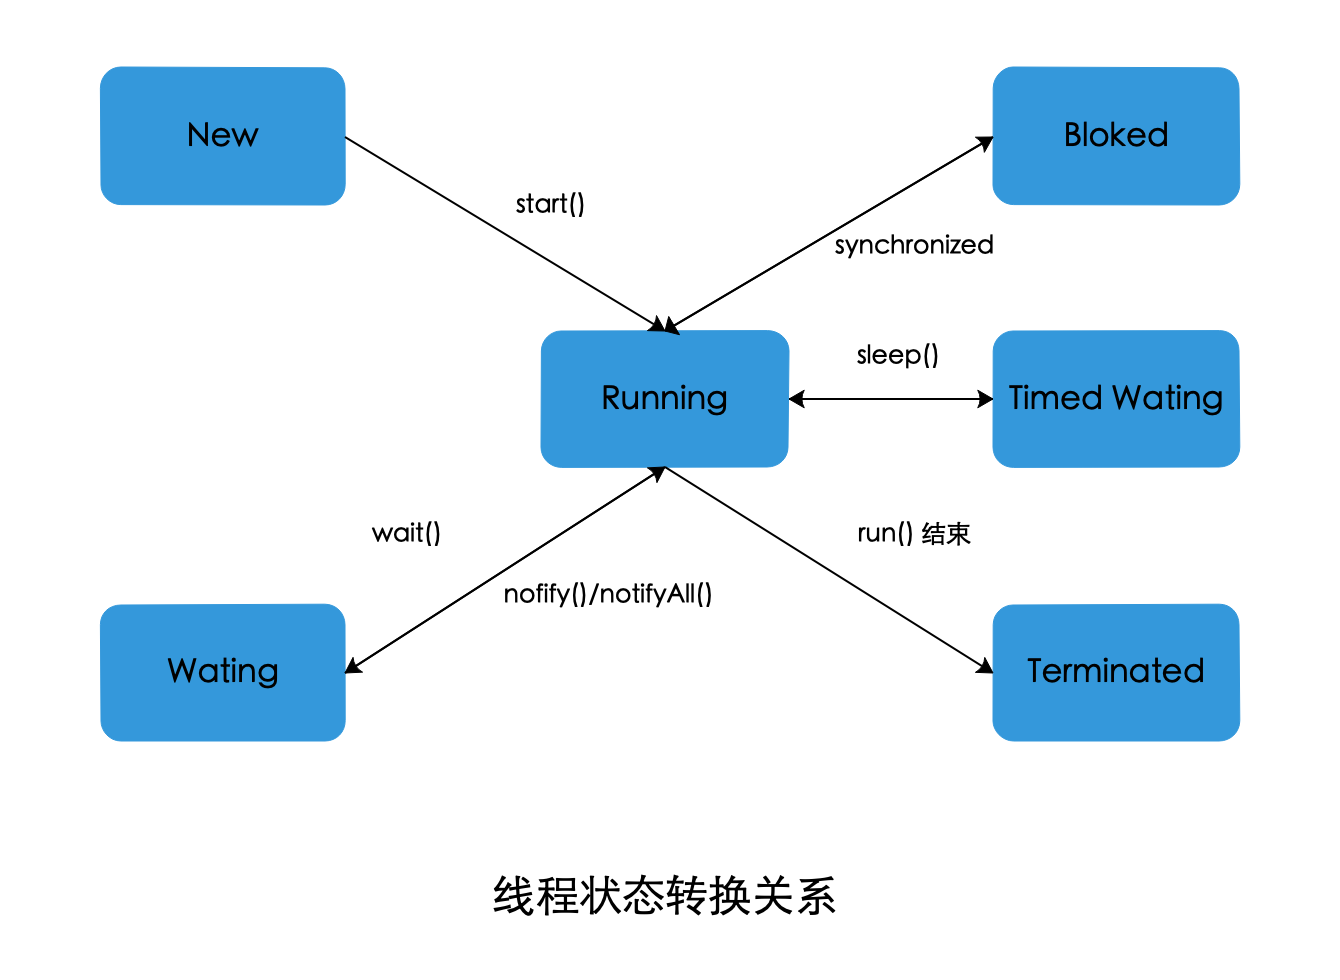 New
Bloked
start()
synchronized
sleep()
Running
Timed Wating
wait()
run() 结束
nofify()/notifyAll()
Wating
Terminated
线程状态转换关系